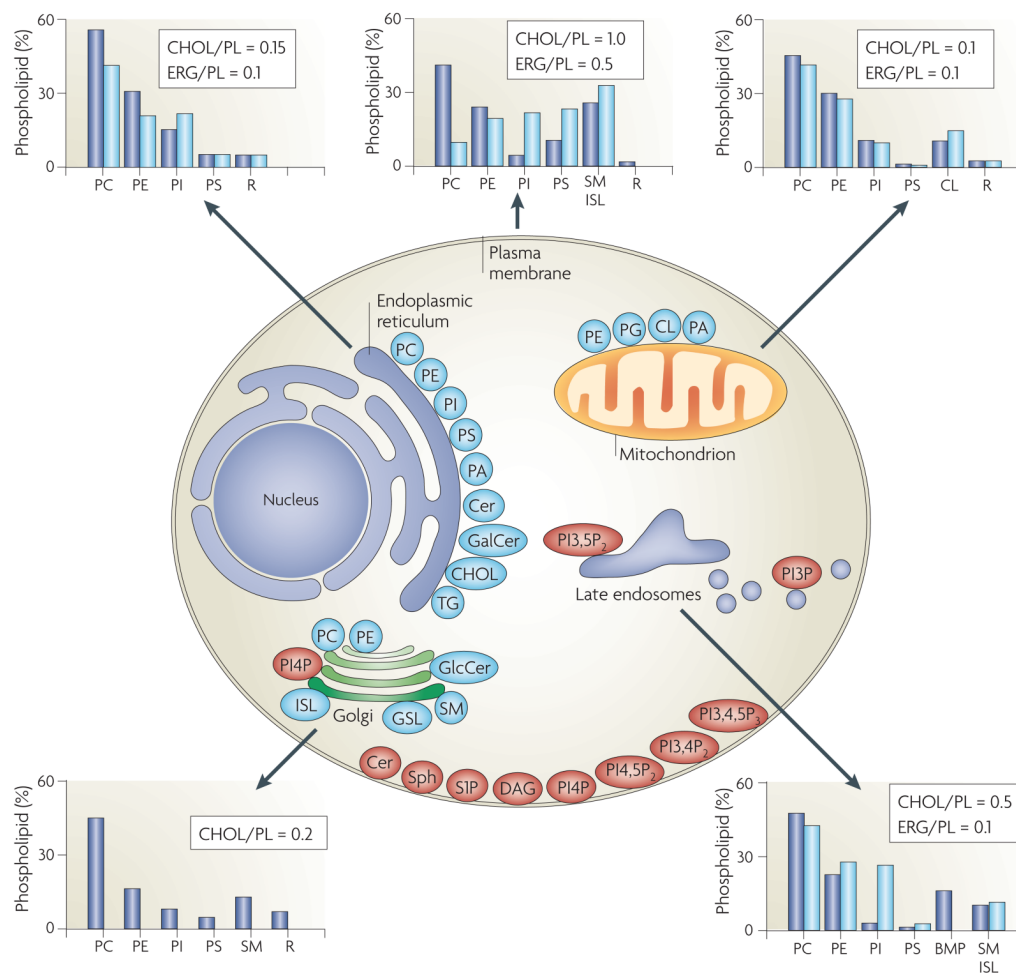 Phospholipid (%)
60
30
0
CHOL/PL = 0.15
ERG/PL = 0.1
PC PE PI PS R
Phospholipid (%)
60
30
0
CHOL/PL = 1.0
ERG/PL = 0.5
PC PE PI PS SM R
ISL
Phospholipid (%)
60
30
0
CHOL/PL = 0.1
ERG/PL = 0.1
PC PE PI PS CL R
Plasma
membrane
Endoplasmic
reticulum
PC
PE
PI
PS
PA
Cer
GalCer
CHOL
TG
PE PG CL PA
Mitochondrion
Nucleus
PI3,5P2
Late endosomes
PI3P
PC PE
PI4P
GlcCer
ISL
Golgi
GSL
SM
Cer
Sph
S1P
DAG
PI4P
PI4,5P2
PI3,4P2
PI3,4,5P3
Phospholipid (%)
60
30
0
CHOL/PL = 0.2
PC PE PI PS SM R
Phospholipid (%)
60
30
0
CHOL/PL = 0.5
ERG/PL = 0.1
PC PE PI PS BMP SM
ISL